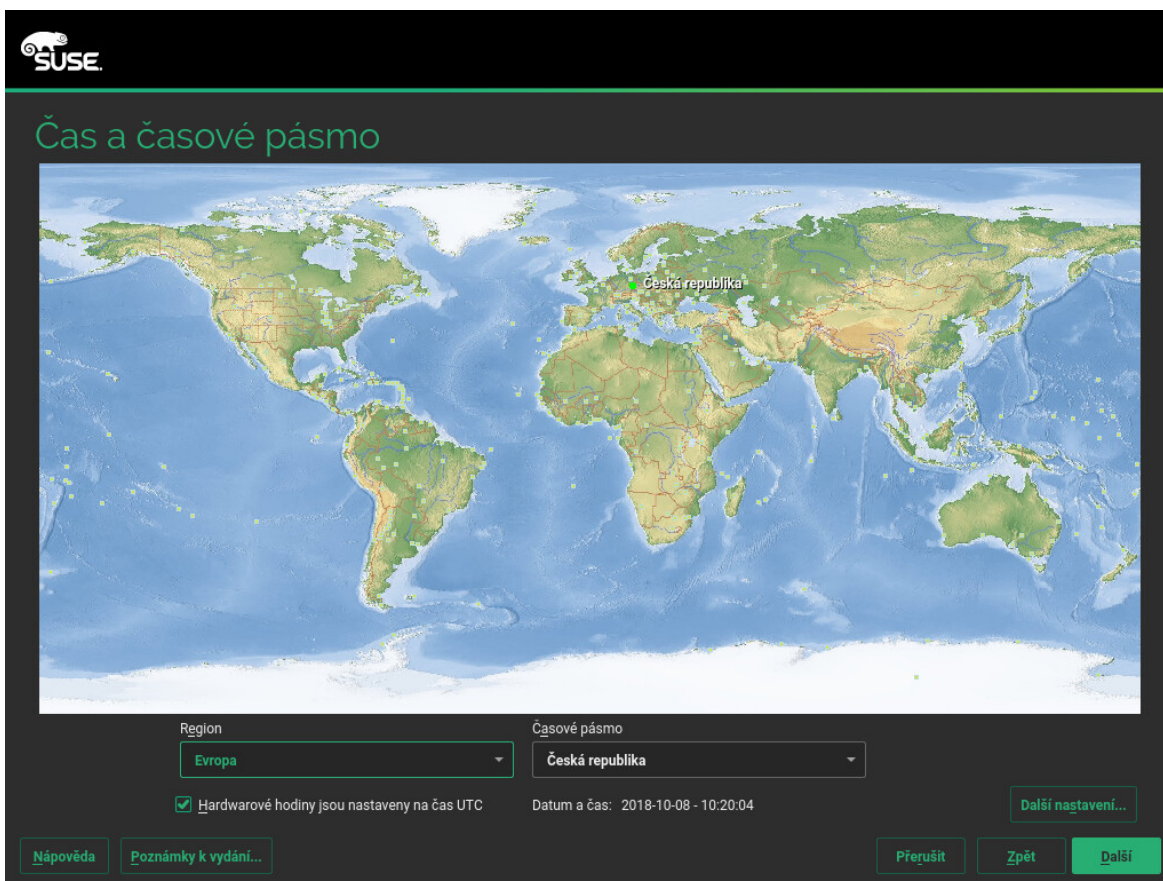 SUSE.
Čas a časové pásmo
Česká republika
Region
Časové pásmo
Evropa
Česká republika
Hardwarové hodiny jsou nastaveny na čas UTC
Datum a čas: 2018-10-08 - 10:20:04
Další nastavení...
Nápověda
Poznámky k vydání...
Přerušit
Zpět
Další